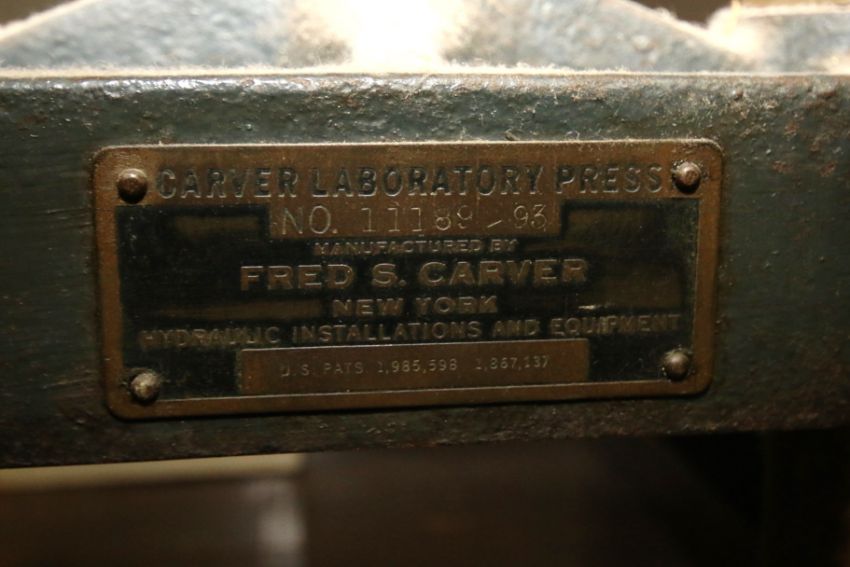 CARVER LABORATORY PRESS
NO. 11189-93
MANUFACTURED BY
FRED S. CARVER
NEW YORK
HYDRAULIC INSTALLATIONS AND EQUIPMENT
U.S. PATS 1,985,598 1,867,137